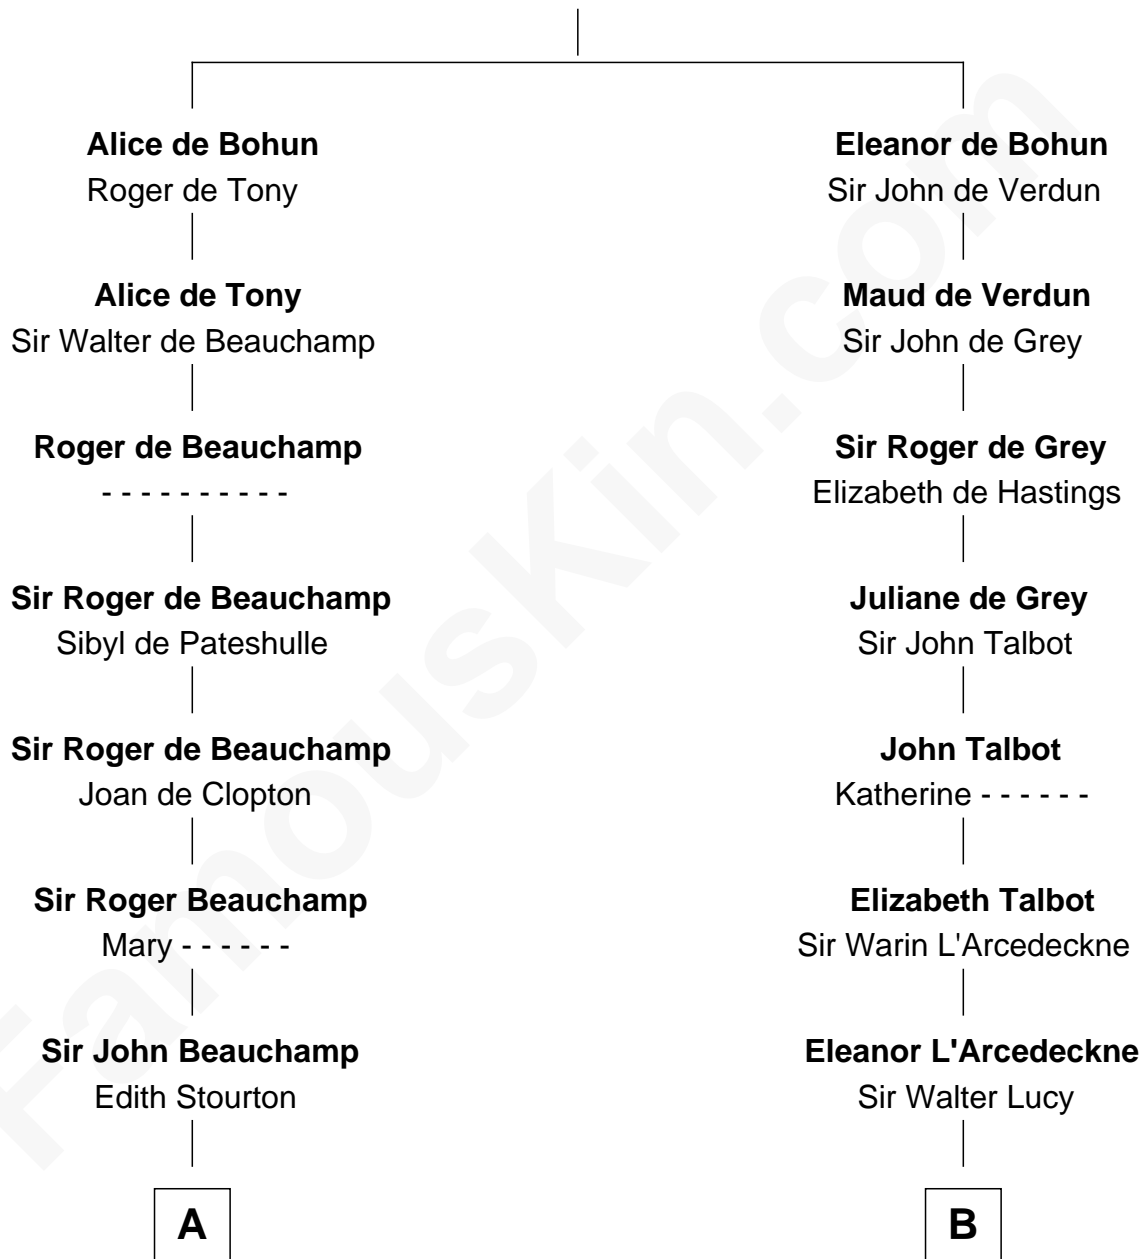 Alice de Bohun
Roger de Tony
Alice de Tony
Sir Walter de Beauchamp
Roger de Beauchamp
- - - - - - - - - -
Sir Roger de Beauchamp
Sibyl de Pateshulle
Sir Roger de Beauchamp
Joan de Clopton
Sir Roger Beauchamp
Mary - - - - - -
Sir John Beauchamp
Edith Stourton
A
Eleanor de Bohun
Sir John de Verdun
Maud de Verdun
Sir John de Grey
Sir Roger de Grey
Elizabeth de Hastings
Juliane de Grey
Sir John Talbot
John Talbot
Katherine - - - - - -
Elizabeth Talbot
Sir Warin L'Arcedeckne
Eleanor L'Arcedeckne
Sir Walter Lucy
B
FamousKin.com